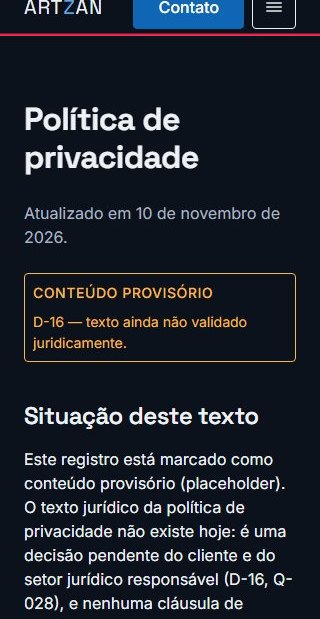 ARTZAN
Contato
Política de
privacidade
Atualizado em 10 de novembro de
2026.
CONTEÚDO PROVISÓRIO
D-16 — texto ainda não validado
juridicamente.
Situação deste texto
Este registro está marcado como
conteúdo provisório (placeholder).
O texto jurídico da política de
privacidade não existe hoje: é uma
decisão pendente do cliente e do
setor jurídico responsável (D-16, Q-
028), e nenhuma cláusula de